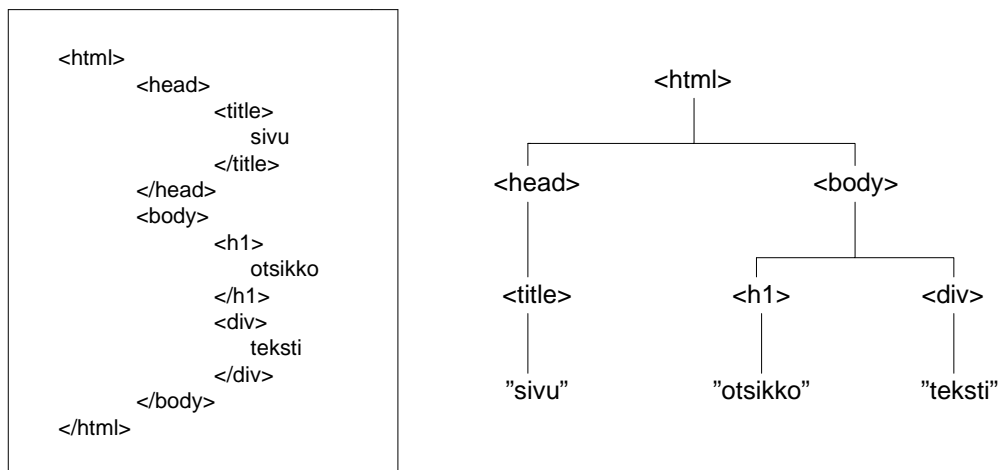 <html>
<head>
<title>
sivu
</title>
</head>
<body>
<h1>
otsikko
</h1>
<div>
teksti
</div>
</body>
</html>
<html>
<head> <body>
<title> <h1> <div>
”sivu” ”otsikko” ”teksti”